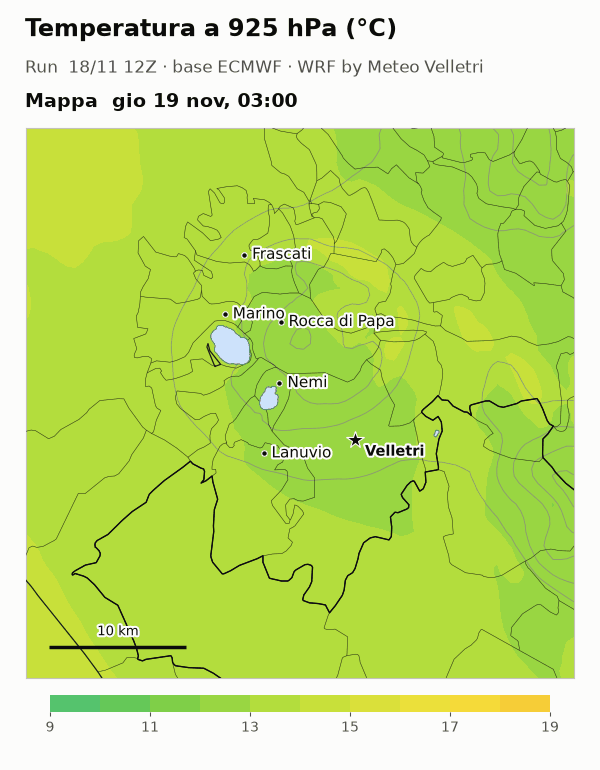 Temperatura a 925 hPa (°C)
Run  18/11 12Z · base ECMWF · WRF by Meteo Velletri
Mappa  gio 19 nov, 03:00
Frascati
Marino
Rocca di Papa
Nemi
Velletri
Lanuvio
10 km
9 11 13 15 17 19